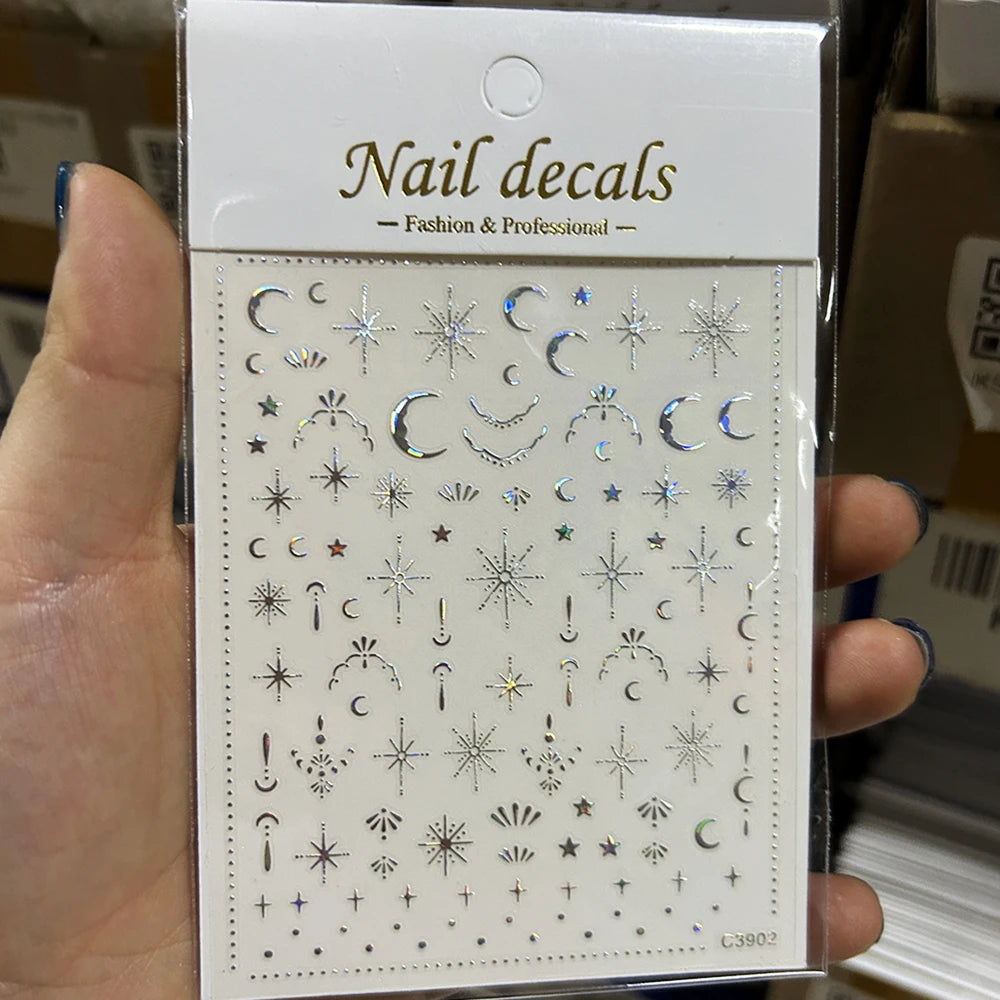 Nail decals
— Fashion & Professional —
C3902